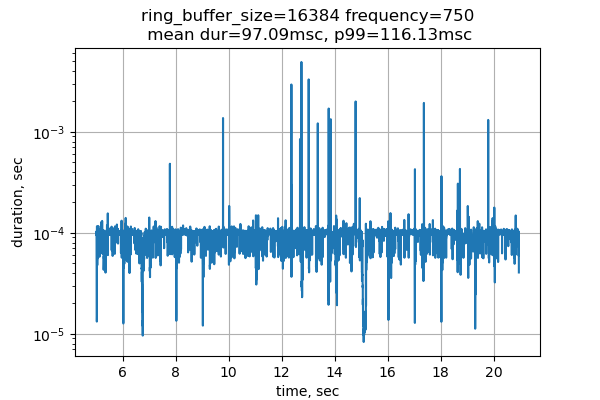 ring_buffer_size=16384 frequency=750
mean dur=97.09msc, p99=116.13msc
10⁻³
10⁻⁴
10⁻⁵
duration, sec
6 8 10 12 14 16 18 20
time, sec